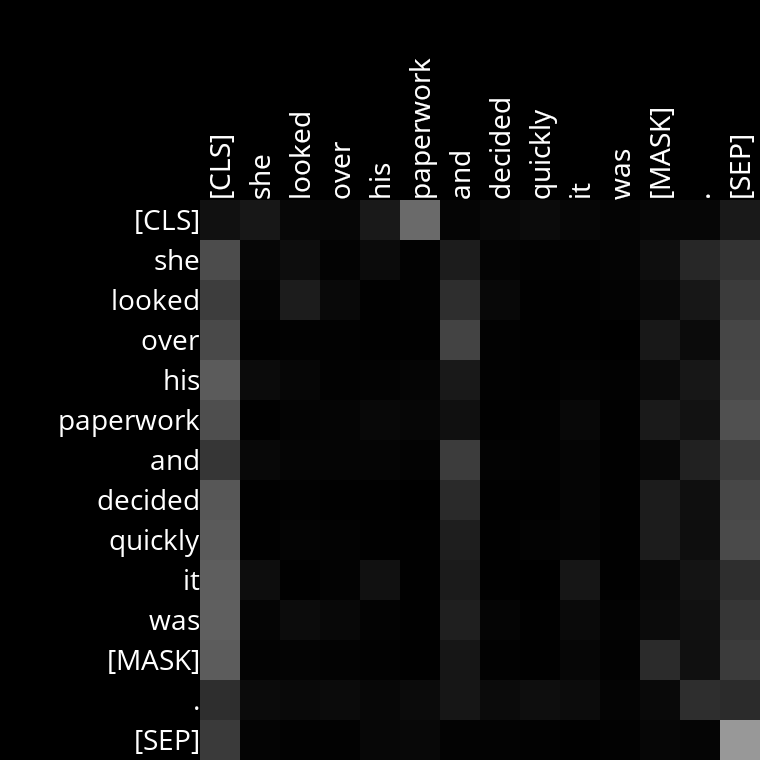 [CLS] she looked over his paperwork and decided quickly it was [MASK] . [SEP]
[CLS]
she
looked
over
his
paperwork
and
decided
quickly
it
was
[MASK]
.
[SEP]